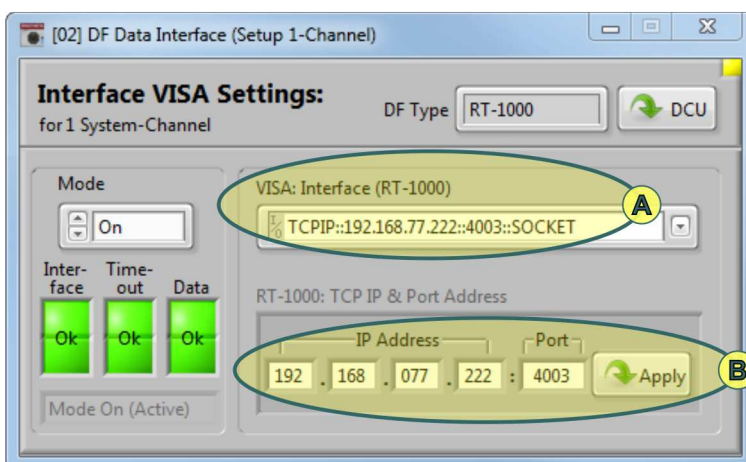 [02] DF Data Interface (Setup 1-Channel)
Interface VISA Settings:
for 1 System-Channel
DF Type
RT-1000
DCU
Mode
On
Inter-face
Time-out
Data
Ok
Ok
Ok
Mode On (Active)
VISA: Interface (RT-1000)
I/O TCPIP::192.168.77.222::4003::SOCKET
A
RT-1000: TCP IP & Port Address
IP Address
Port
192 . 168 . 077 . 222 : 4003
Apply
B